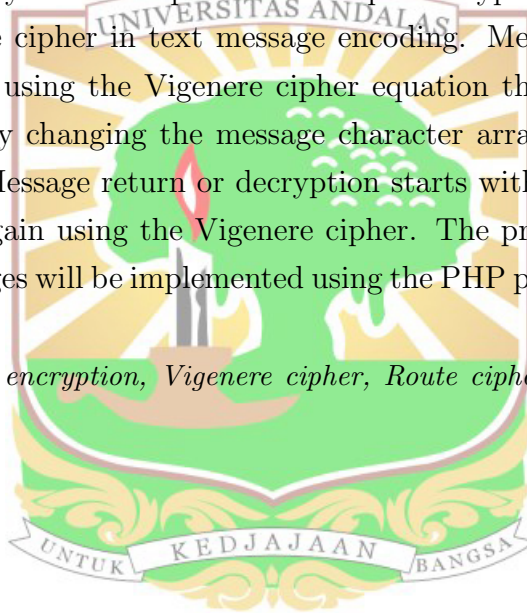 UNIVERSITAS ANDALAS
e cipher in text message encoding. Me
using the Vigenere cipher equation th
y changing the message character arra
Message return or decryption starts with
gain using the Vigenere cipher. The pr
ges will be implemented using the PHP p
encryption, Vigenere cipher, Route ciphe
UNTUK KEDJAJAAN BANGSA